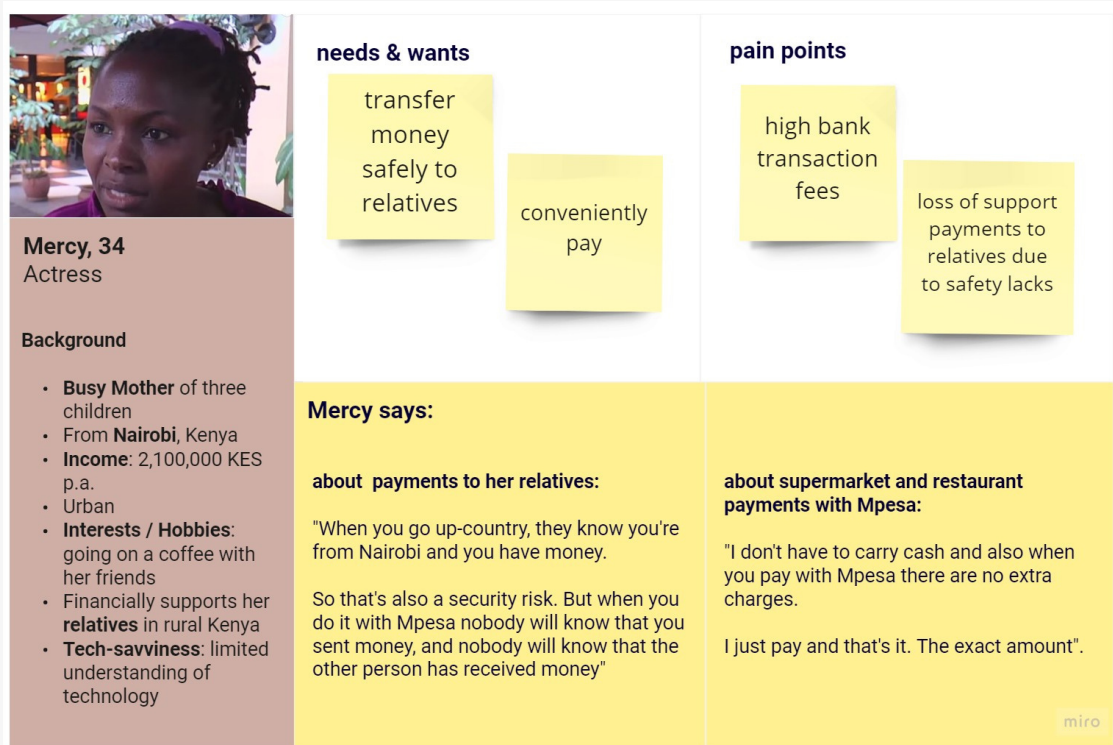 Mercy, 34
Actress
Background
• Busy Mother of three
children
• From Nairobi, Kenya
• Income: 2,100,000 KES
p.a.
• Urban
• Interests / Hobbies:
going on a coffee with
her friends
• Financially supports her
relatives in rural Kenya
• Tech-savviness: limited
understanding of
technology
needs & wants
transfer
money
safely to
relatives
conveniently
pay
pain points
high bank
transaction
fees
loss of support
payments to
relatives due
to safety lacks
Mercy says:
about payments to her relatives:
"When you go up-country, they know you're
from Nairobi and you have money.
So that's also a security risk. But when you
do it with Mpesa nobody will know that you
sent money, and nobody will know that the
other person has received money"
about supermarket and restaurant
payments with Mpesa:
"I don't have to carry cash and also when
you pay with Mpesa there are no extra
charges.
I just pay and that's it. The exact amount".
miro